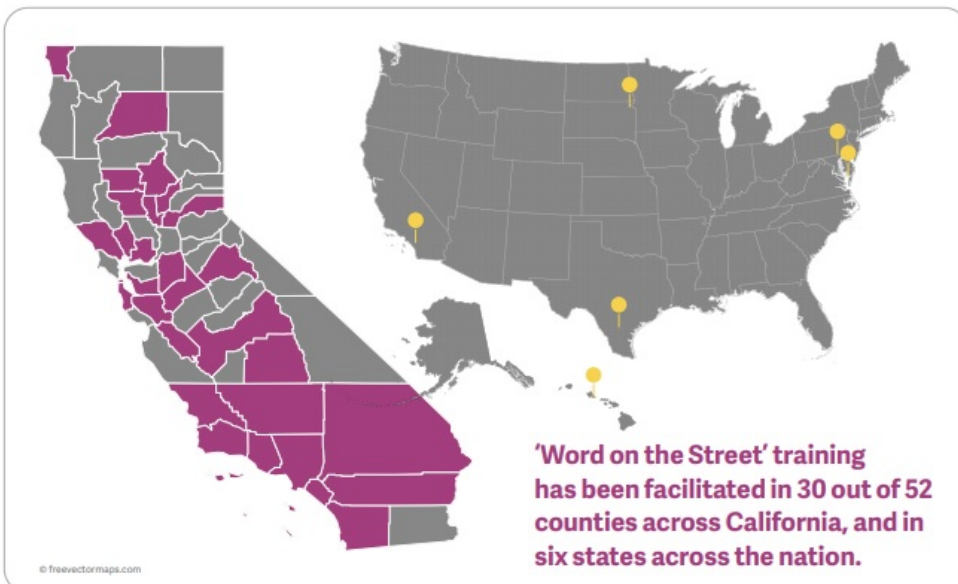 'Word on the Street' training
has been facilitated in 30 out of 52
counties across California, and in
six states across the nation.
© freevectormaps.com